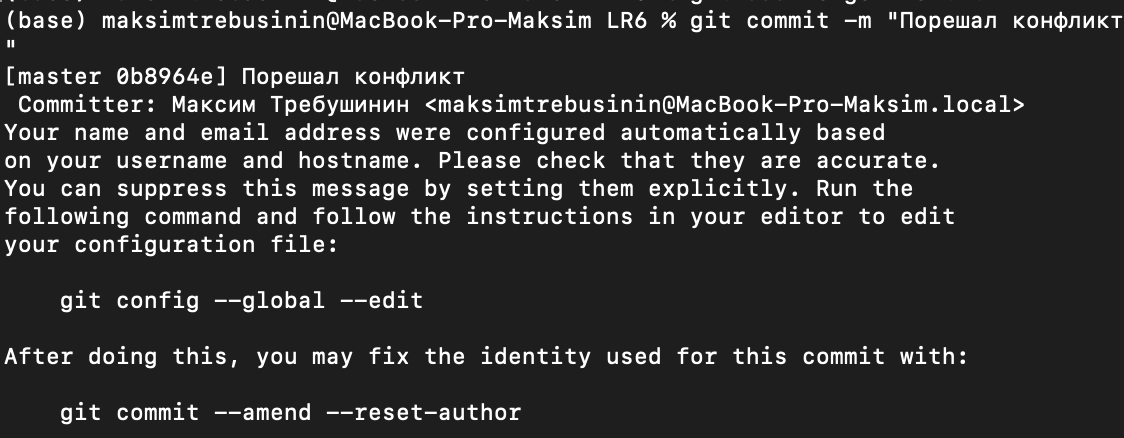 (base) maksimtrebusinin@MacBook-Pro-Maksim LR6 % git commit -m "Порешал конфликт
"
[master 0b8964e] Порешал конфликт
 Committer: Максим Требушинин <maksimtrebusinin@MacBook-Pro-Maksim.local>
Your name and email address were configured automatically based
on your username and hostname. Please check that they are accurate.
You can suppress this message by setting them explicitly. Run the
following command and follow the instructions in your editor to edit
your configuration file:

    git config --global --edit

After doing this, you may fix the identity used for this commit with:

    git commit --amend --reset-author